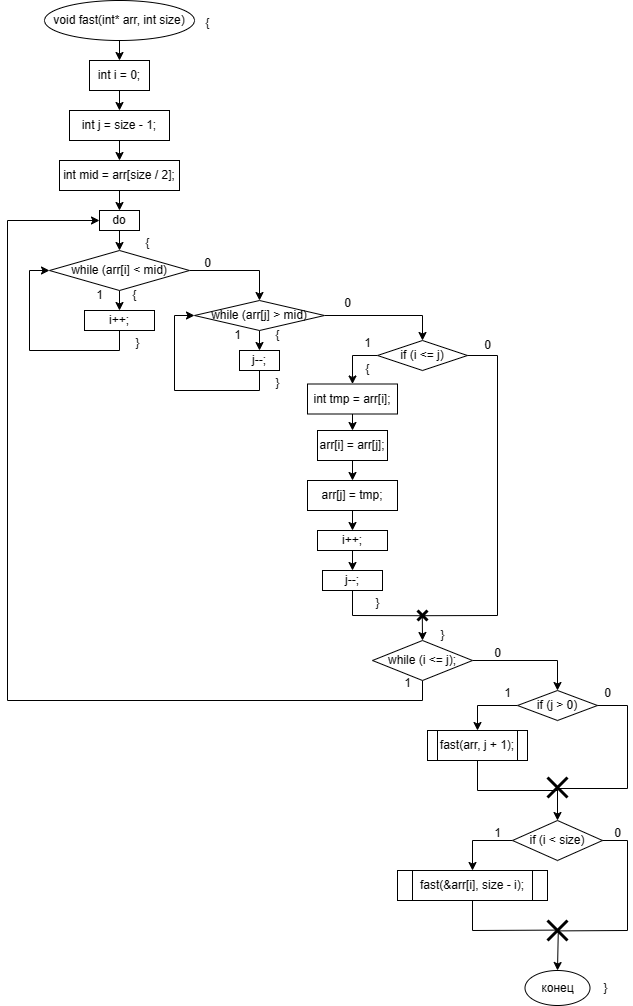 void fast(int* arr, int size)
{
int i = 0;
int j = size - 1;
int mid = arr[size / 2];
do
{
while (arr[i] < mid)
0
1
{
i++;
}
while (arr[j] > mid)
0
1
{
j--;
}
if (i <= j)
1
0
{
int tmp = arr[i];
arr[i] = arr[j];
arr[j] = tmp;
i++;
j--;
}
}
while (i <= j);
0
1
if (j > 0)
1
0
fast(arr, j + 1);
if (i < size)
1
0
fast(&arr[i], size - i);
конец
}